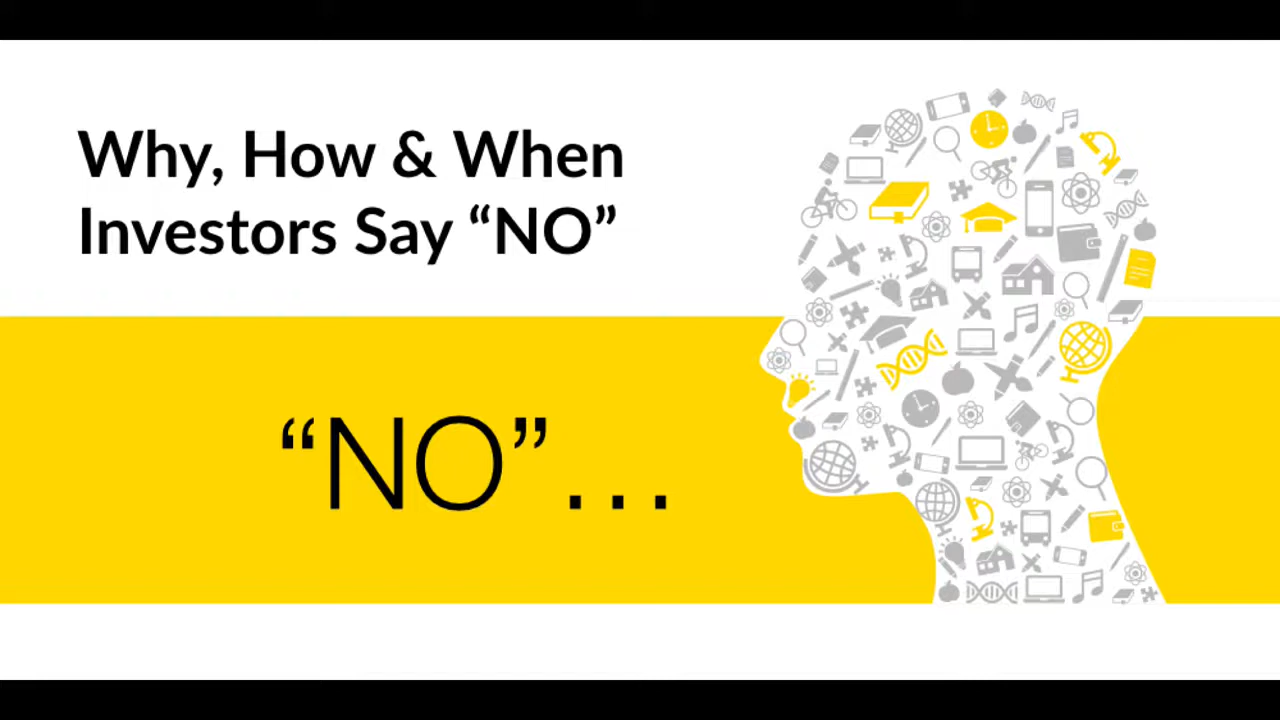 Why, How & When
Investors Say “NO”
“NO”...